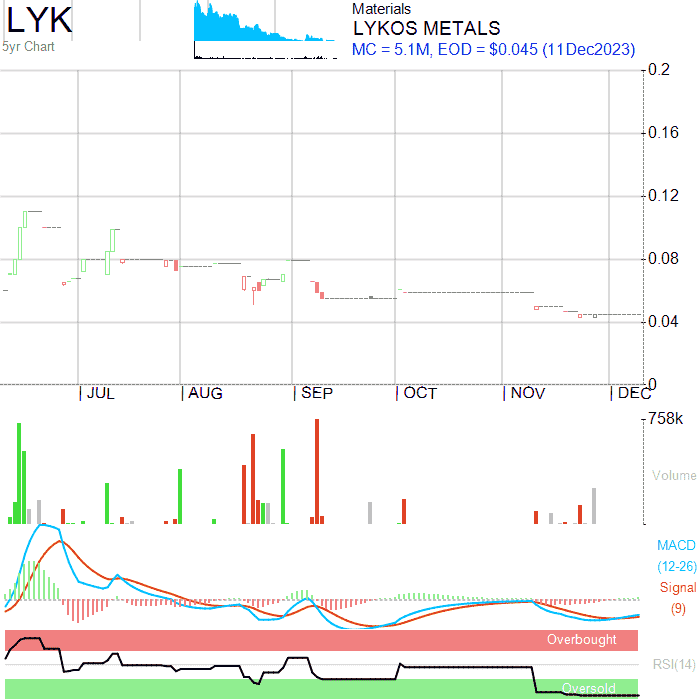 LYK
5yr Chart
Materials
LYKOS METALS
MC = 5.1M, EOD = $0.045 (11Dec2023)
0.2
0.16
0.12
0.08
0.04
0
JUL AUG SEP OCT NOV DEC
758k
Volume
MACD
(12-26)
Signal
(9)
Overbought
RSI(14)
Oversold